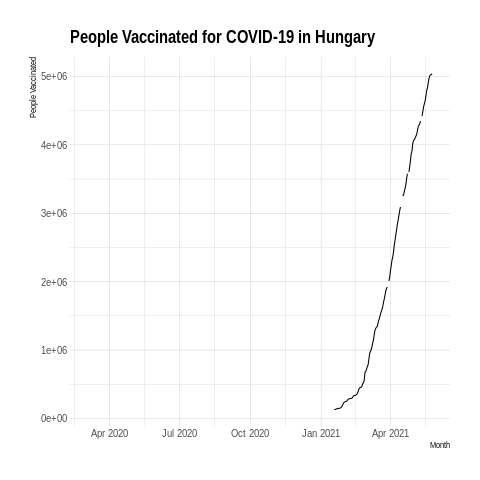 People Vaccinated for COVID-19 in Hungary
People Vaccinated
5e+06
4e+06
3e+06
2e+06
1e+06
0e+00
Apr 2020 Jul 2020 Oct 2020 Jan 2021 Apr 2021
Month